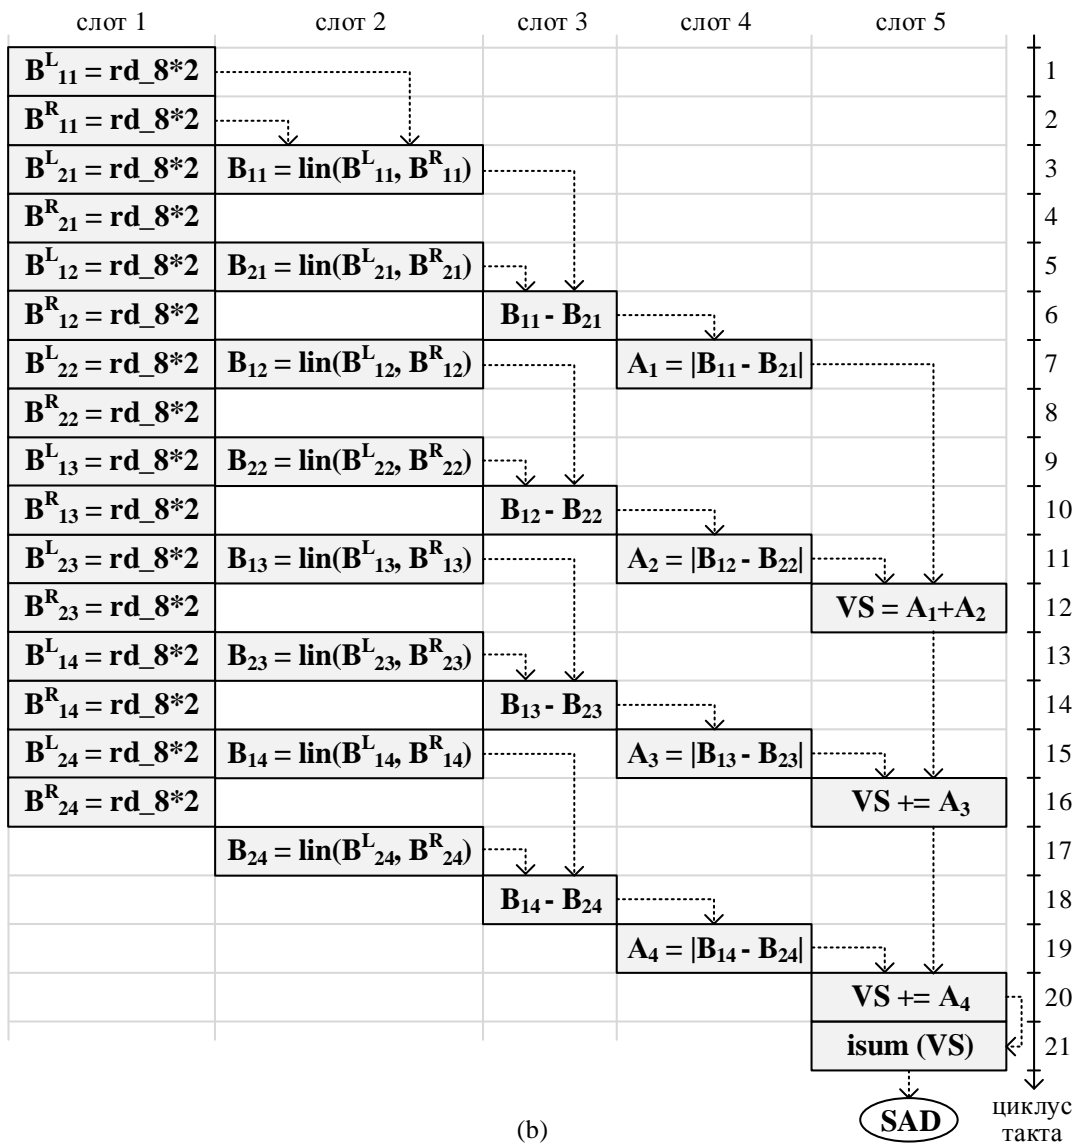 слот 1 слот 2 слот 3 слот 4 слот 5
B^L_11 = rd_8*2 1
B^R_11 = rd_8*2 2
B^L_21 = rd_8*2 B_11 = lin(B^L_11, B^R_11) 3
B^R_21 = rd_8*2 4
B^L_12 = rd_8*2 B_21 = lin(B^L_21, B^R_21) 5
B^R_12 = rd_8*2 B_11 - B_21 6
B^L_22 = rd_8*2 B_12 = lin(B^L_12, B^R_12) A_1 = |B_11 - B_21| 7
B^R_22 = rd_8*2 8
B^L_13 = rd_8*2 B_22 = lin(B^L_22, B^R_22) 9
B^R_13 = rd_8*2 B_12 - B_22 10
B^L_23 = rd_8*2 B_13 = lin(B^L_13, B^R_13) A_2 = |B_12 - B_22| 11
B^R_23 = rd_8*2 VS = A_1+A_2 12
B^L_14 = rd_8*2 B_23 = lin(B^L_23, B^R_23) 13
B^R_14 = rd_8*2 B_13 - B_23 14
B^L_24 = rd_8*2 B_14 = lin(B^L_14, B^R_14) A_3 = |B_13 - B_23| 15
B^R_24 = rd_8*2 VS += A_3 16
B_24 = lin(B^L_24, B^R_24) 17
B_14 - B_24 18
A_4 = |B_14 - B_24| 19
VS += A_4 20
isum (VS) 21
SAD циклус
(b) такта